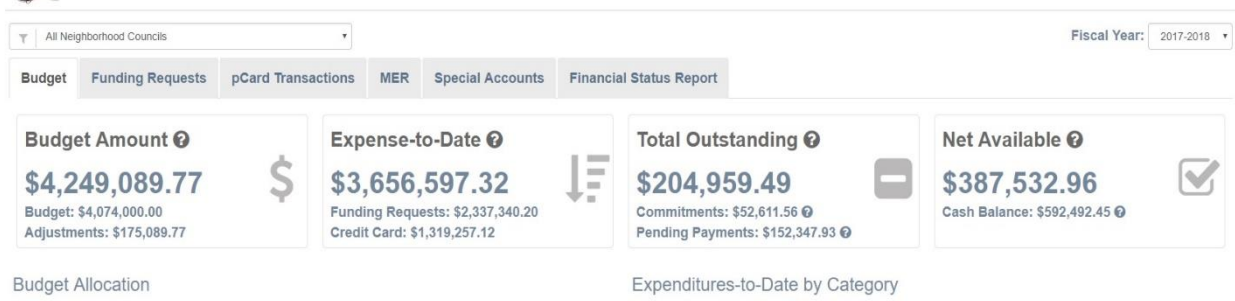 All Neighborhood Councils
Fiscal Year: 2017-2018
Budget Funding Requests pCard Transactions MER Special Accounts Financial Status Report
Budget Amount
$4,249,089.77
Budget: $4,074,000.00
Adjustments: $175,089.77
Expense-to-Date
$3,656,597.32
Funding Requests: $2,337,340.20
Credit Card: $1,319,257.12
Total Outstanding
$204,959.49
Commitments: $52,611.56
Pending Payments: $152,347.93
Net Available
$387,532.96
Cash Balance: $592,492.45
Budget Allocation
Expenditures-to-Date by Category